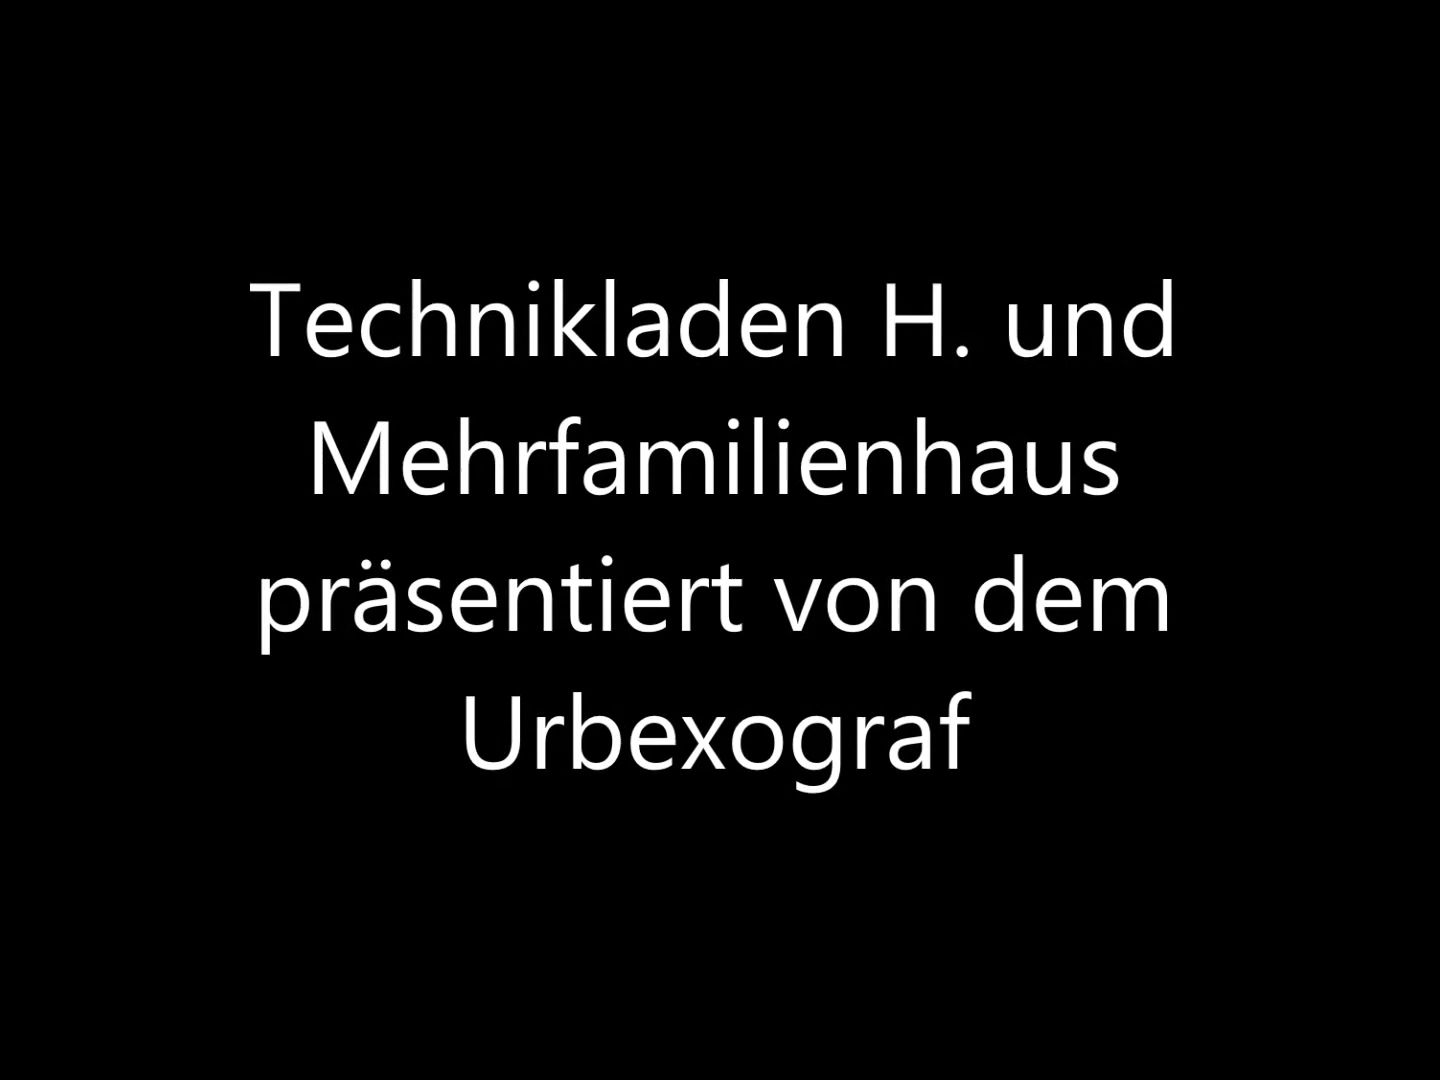 Technikladen H. und
Mehrfamilienhaus
präsentiert von dem
Urbexograf